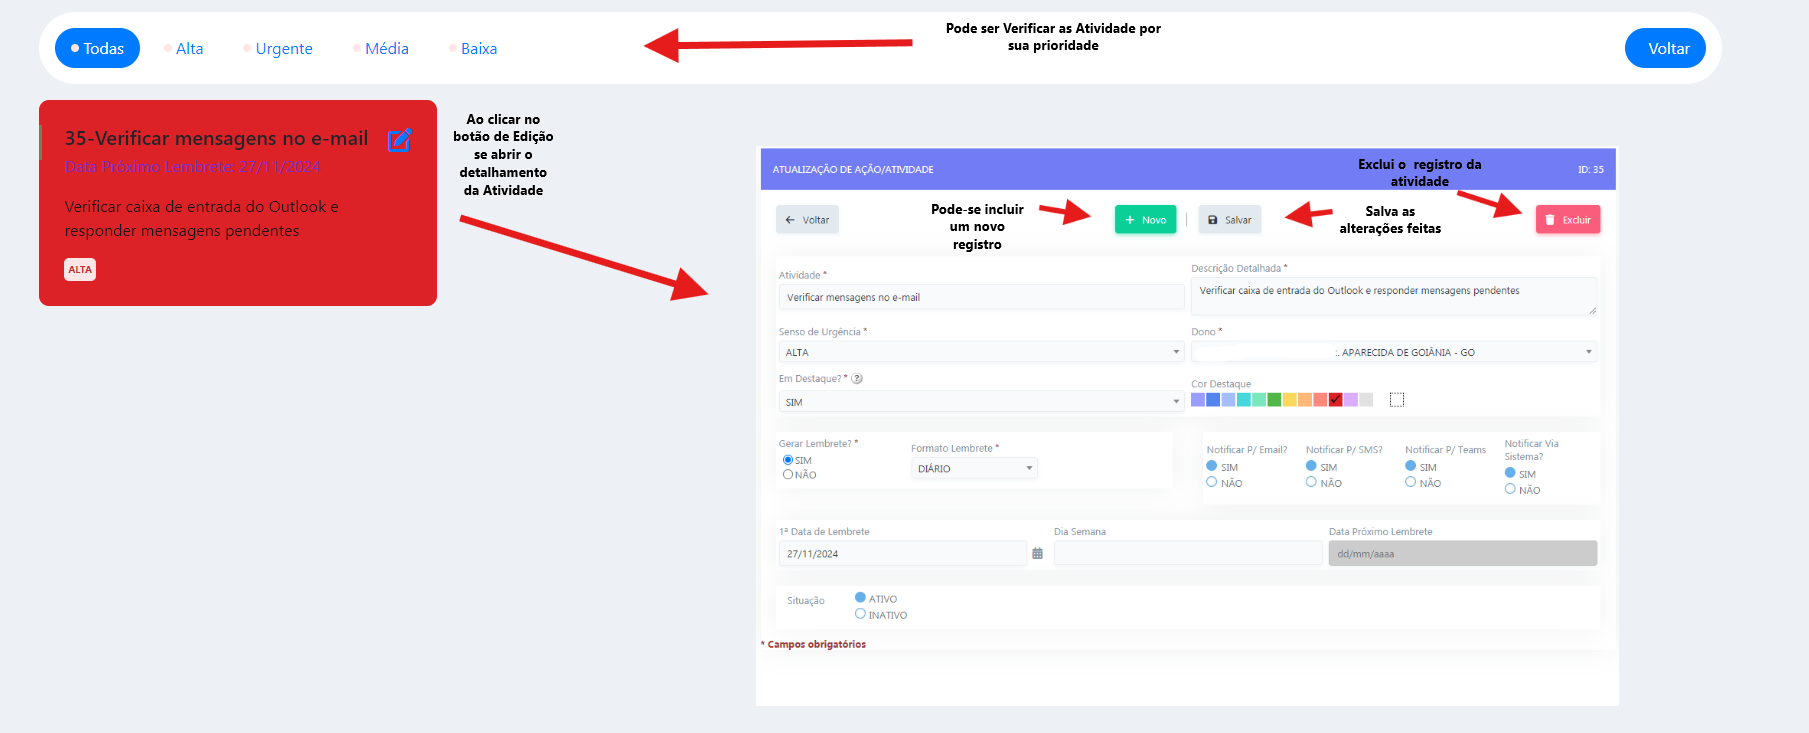 Todas
Alta
Urgente
Média
Baixa
Pode ser Verificar as Atividade por
sua prioridade
Voltar
35-Verificar mensagens no e-mail
Data Próximo Lembrete: 27/11/2024
Verificar caixa de entrada do Outlook e
responder mensagens pendentes
ALTA
Ao clicar no
botão de Edição
se abrir o
detalhamento
da Atividade
ATUALIZAÇÃO DE AÇÃO/ATIVIDADE
Exclui o registro da
atividade
ID: 35
Voltar
Pode-se incluir
um novo
registro
Novo
Salvar
Salva as
alterações feitas
Excluir
Atividade *
Verificar mensagens no e-mail
Descrição Detalhada *
Verificar caixa de entrada do Outlook e responder mensagens pendentes
Senso de Urgência *
ALTA
Dono *
. APARECIDA DE GOIÂNIA - GO
Em Destaque? * ?
SIM
Cor Destaque
Gerar Lembrete? *
SIM
NÃO
Formato Lembrete *
DIÁRIO
Notificar P/ Email?
SIM
NÃO
Notificar P/ SMS?
SIM
NÃO
Notificar P/ Teams
SIM
NÃO
Notificar Via
Sistema?
SIM
NÃO
1ª Data de Lembrete
27/11/2024
Dia Semana
Data Próximo Lembrete
dd/mm/aaaa
Situação
ATIVO
INATIVO
* Campos obrigatórios